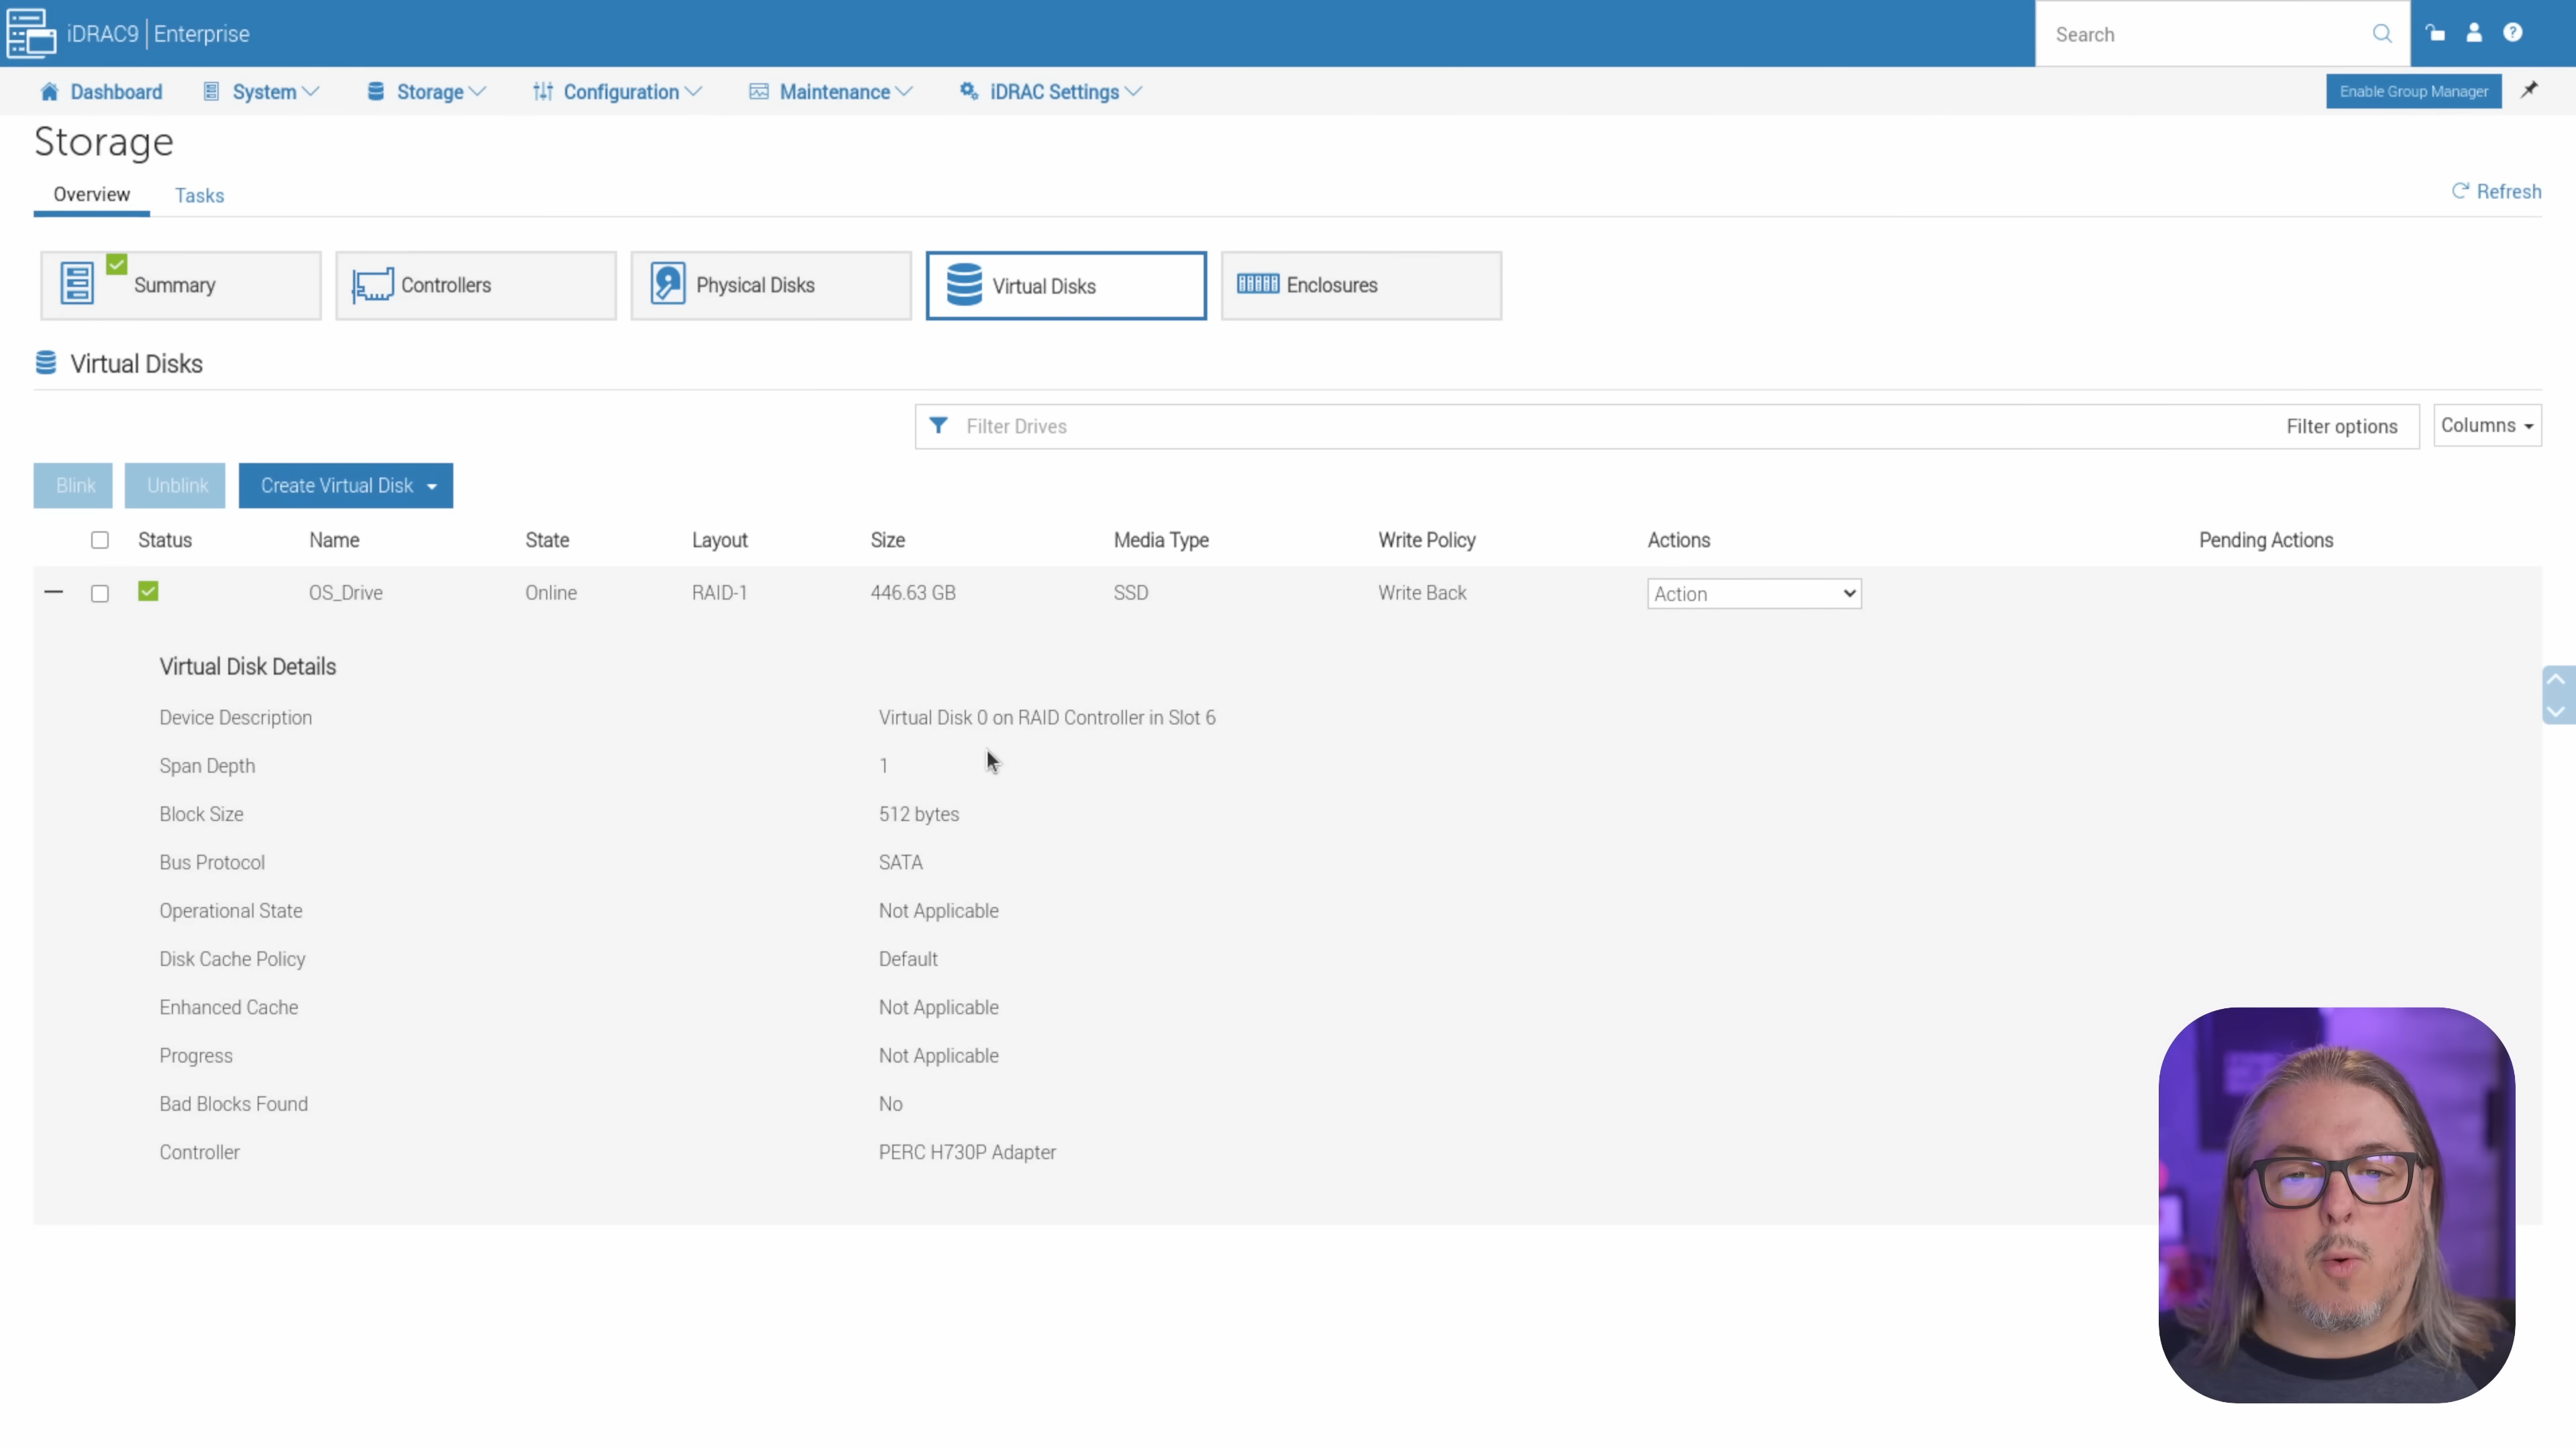 iDRAC9 | Enterprise
Search
Dashboard System Storage Configuration Maintenance iDRAC Settings Enable Group Manager
Storage
Overview Tasks Refresh
Summary Controllers Physical Disks Virtual Disks Enclosures
Virtual Disks
Filter Drives Filter options Columns
Blink Unblink Create Virtual Disk
Status Name State Layout Size Media Type Write Policy Actions Pending Actions
OS_Drive Online RAID-1 446.63 GB SSD Write Back Action
Virtual Disk Details
Device Description Virtual Disk 0 on RAID Controller in Slot 6
Span Depth 1
Block Size 512 bytes
Bus Protocol SATA
Operational State Not Applicable
Disk Cache Policy Default
Enhanced Cache Not Applicable
Progress Not Applicable
Bad Blocks Found No
Controller PERC H730P Adapter